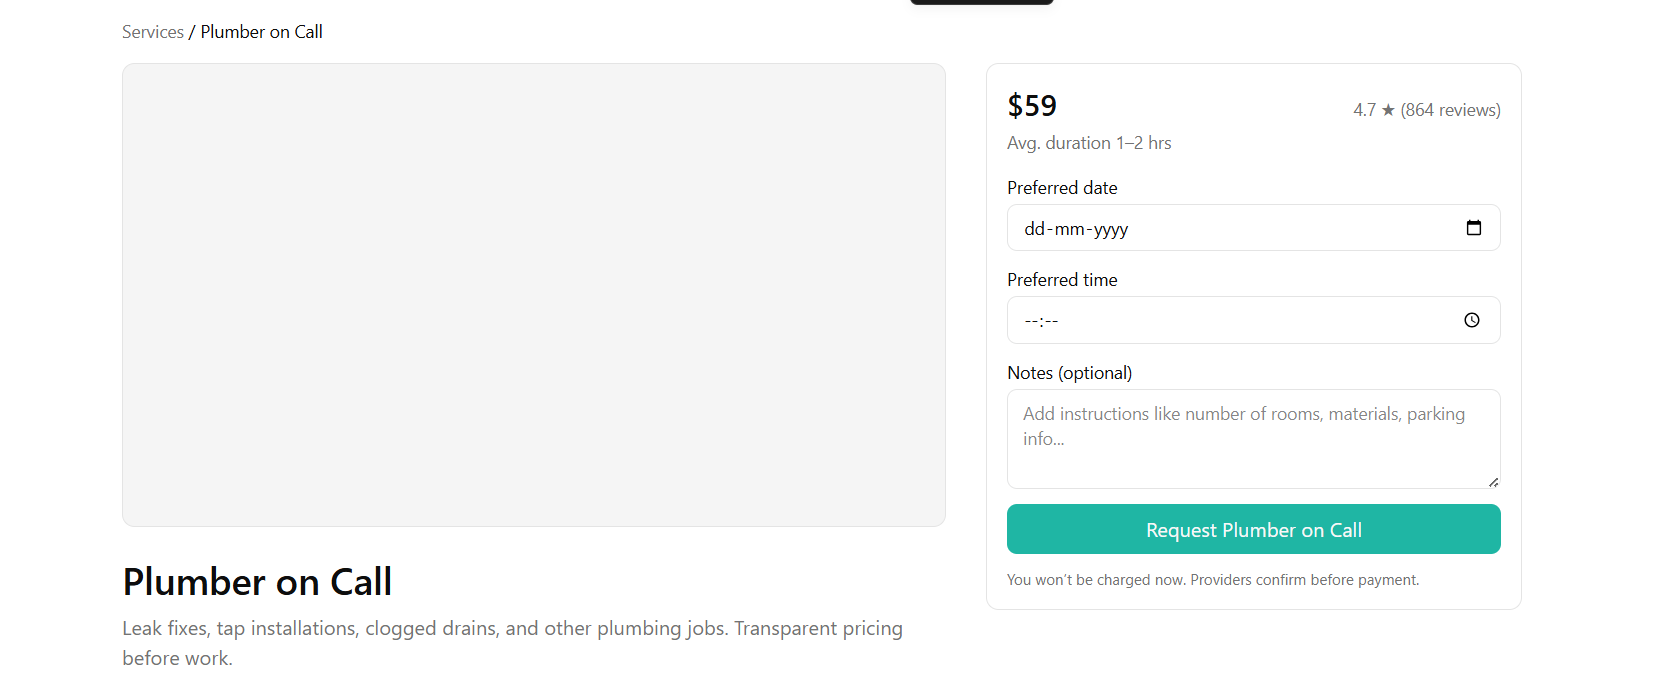 Services / Plumber on Call
$59
4.7 ★ (864 reviews)
Avg. duration 1–2 hrs
Preferred date
dd-mm-yyyy
Preferred time
--:--
Notes (optional)
Add instructions like number of rooms, materials, parking
info...
Request Plumber on Call
You won’t be charged now. Providers confirm before payment.
Plumber on Call
Leak fixes, tap installations, clogged drains, and other plumbing jobs. Transparent pricing
before work.